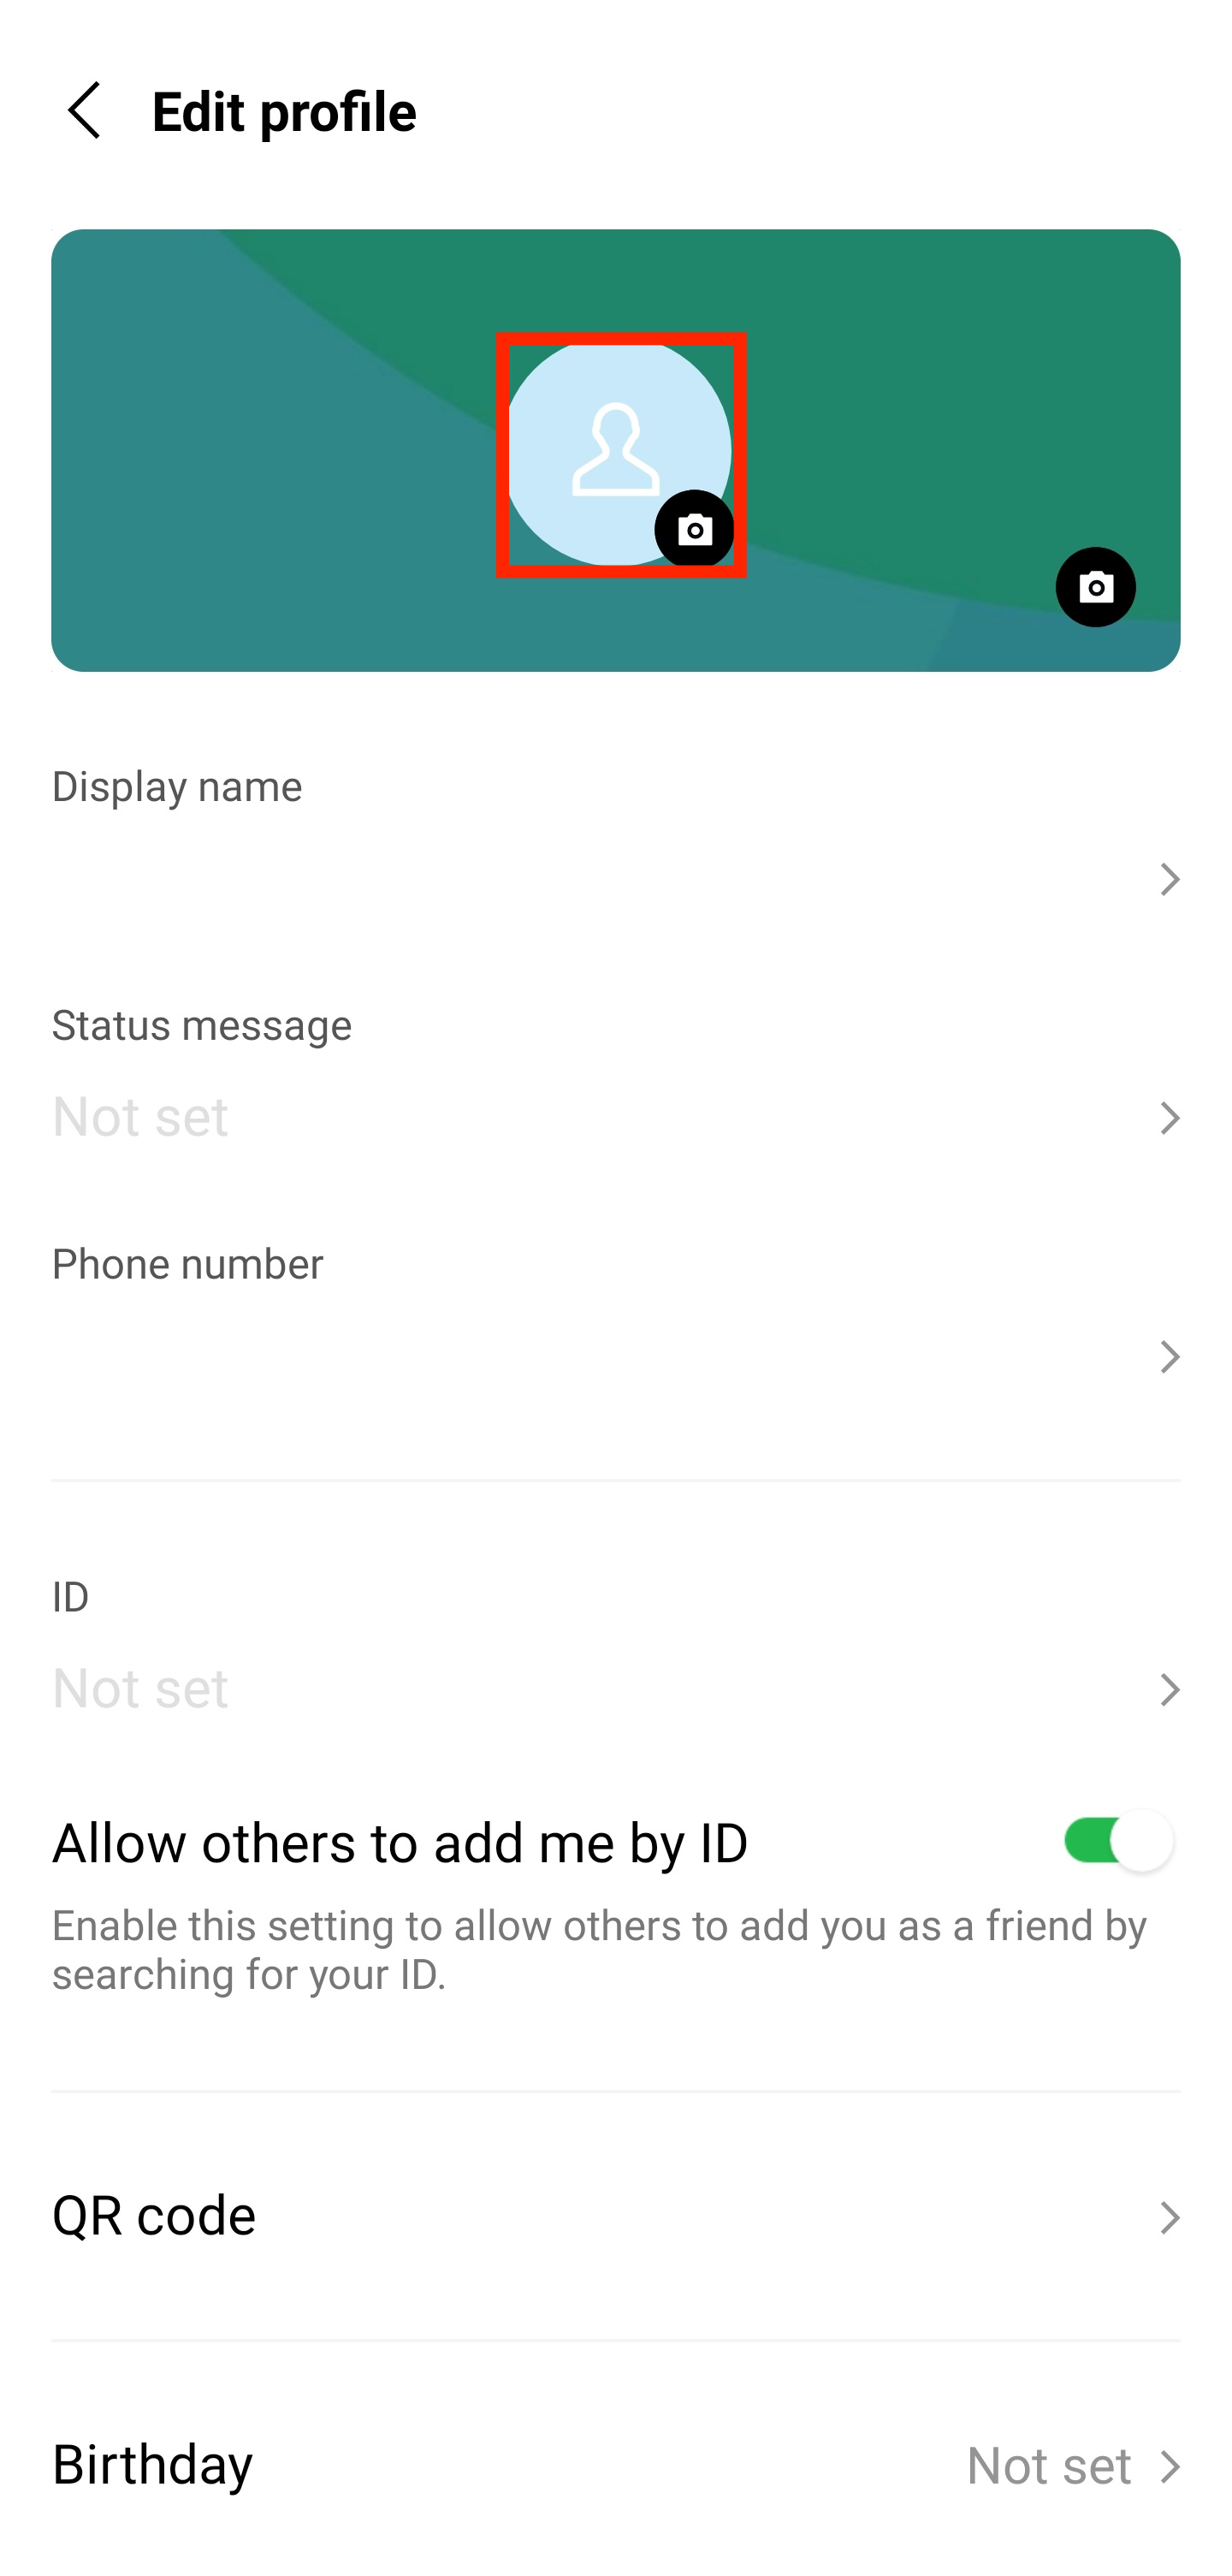 Edit profile
Display name
Status message
Not set
Phone number
ID
Not set
Allow others to add me by ID
Enable this setting to allow others to add you as a friend by
searching for your ID.
QR code
Birthday
Not set